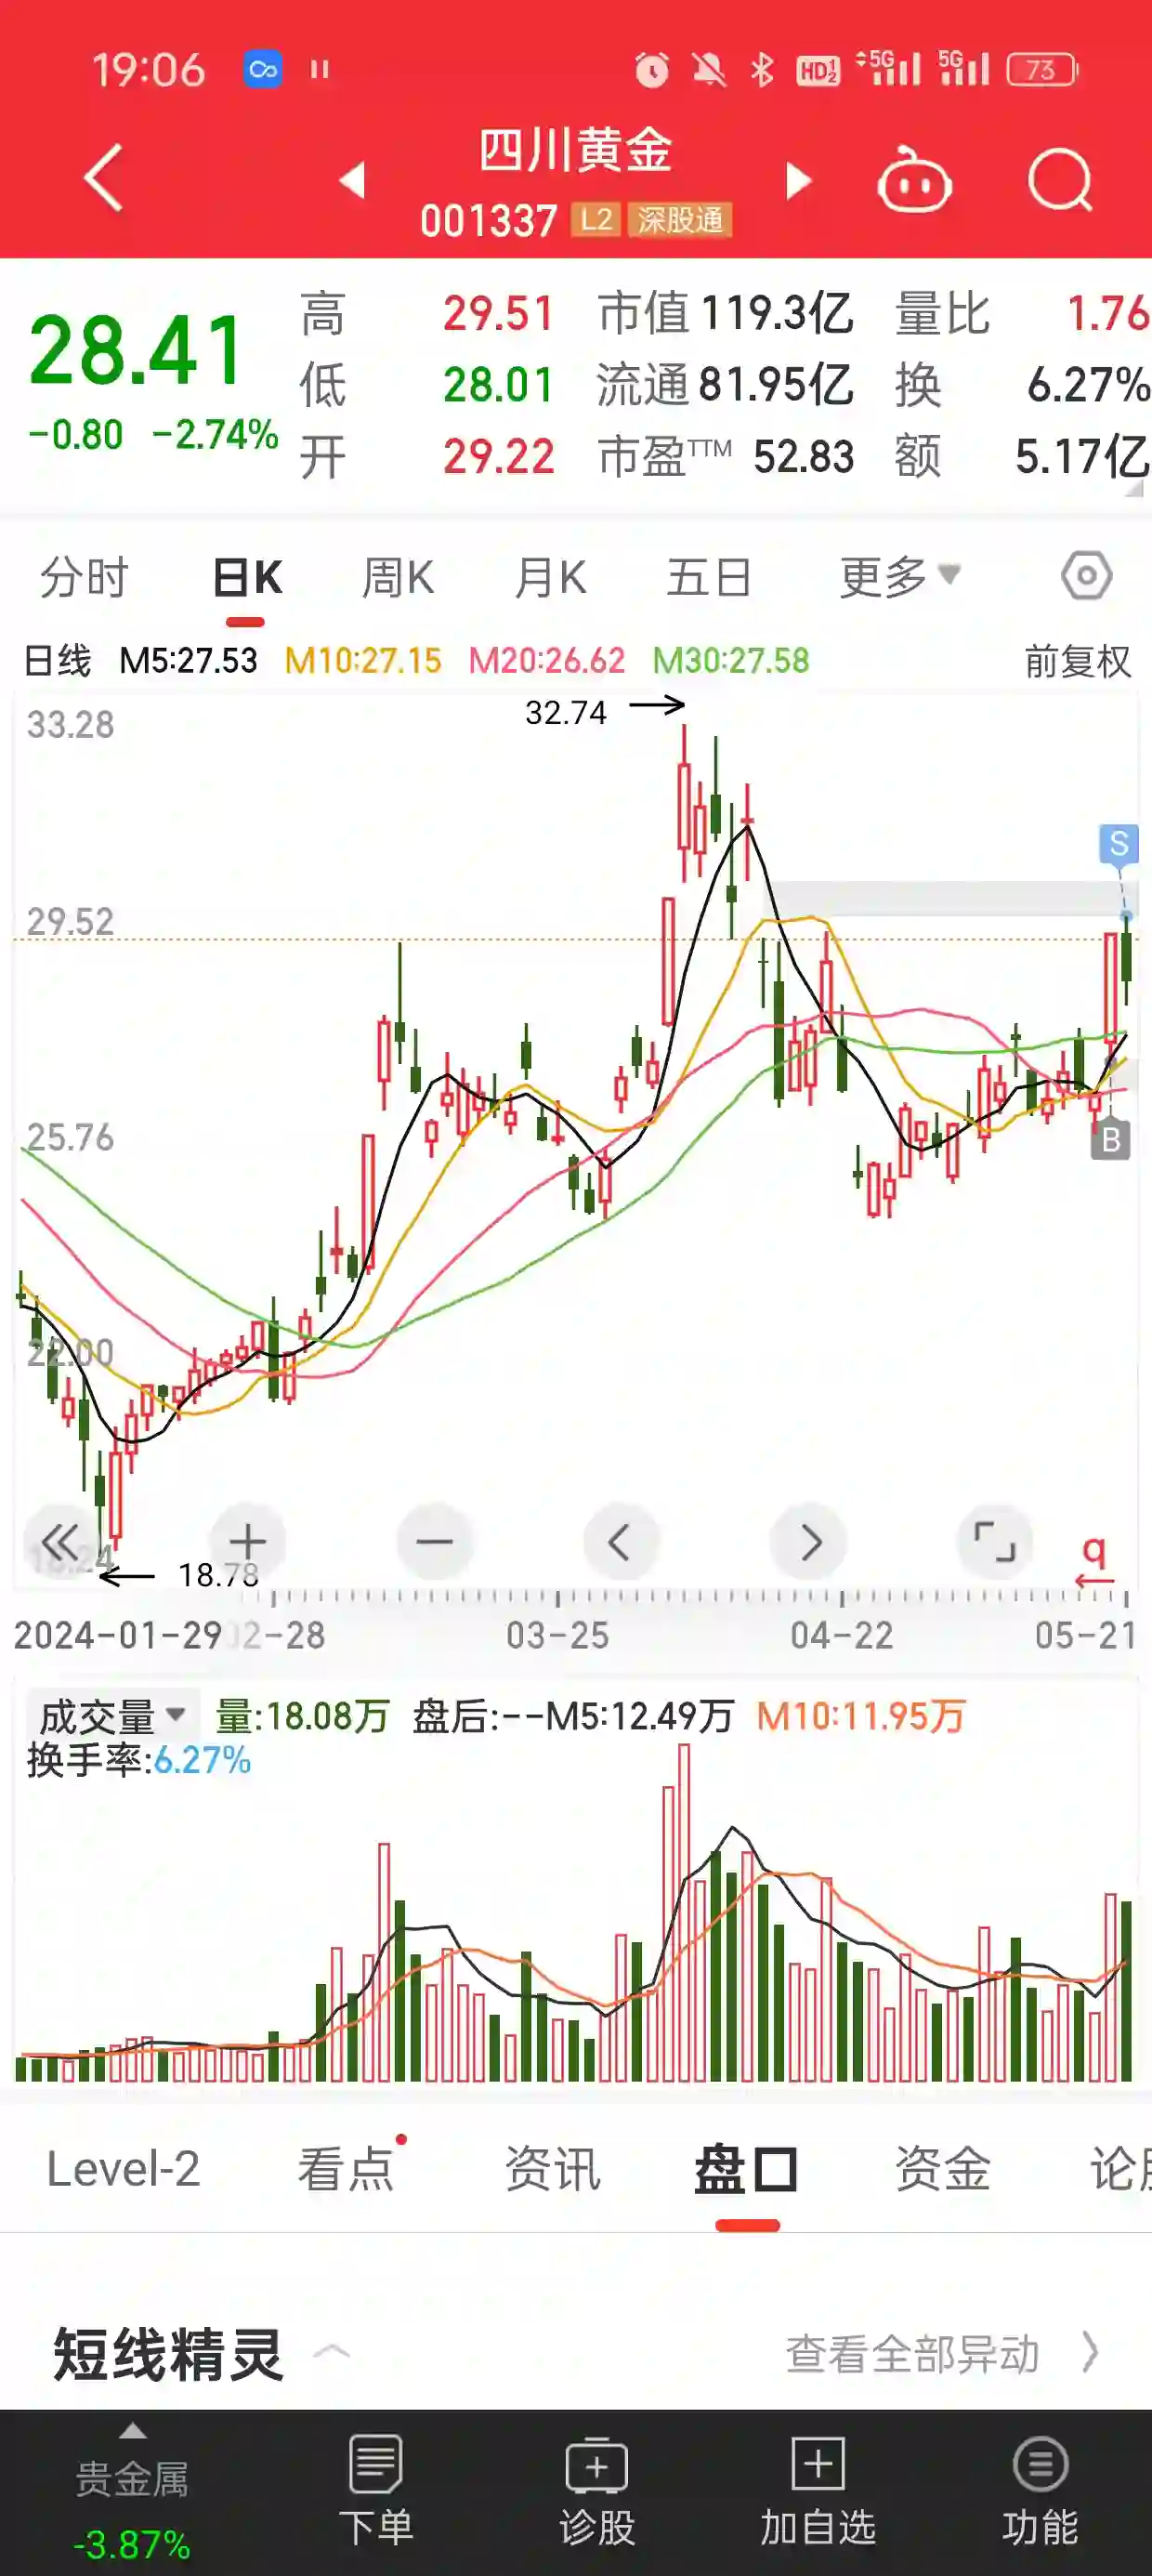 19:06 HD 1 2 5G 5G 73
四川黄金
001337 L2 深股通
28.41
-0.80 -2.74%
高 29.51 市值 119.3亿 量比 1.76
低 28.01 流通 81.95亿 换 6.27%
开 29.22 市盈TTM 52.83 额 5.17亿
分时 日K 周K 月K 五日 更多
日线 M5:27.53 M10:27.15 M20:26.62 M30:27.58 前复权
33.28
32.74
S
29.52
25.76
B
22.00
q
18.78
2024-01-29 02-28 03-25 04-22 05-21
成交量 量:18.08万 盘后:--M5:12.49万 M10:11.95万
换手率:6.27%
Level-2 看点 资讯 盘口 资金 论
短线精灵 查看全部异动
贵金属
-3.87%
下单 诊股 加自选 功能